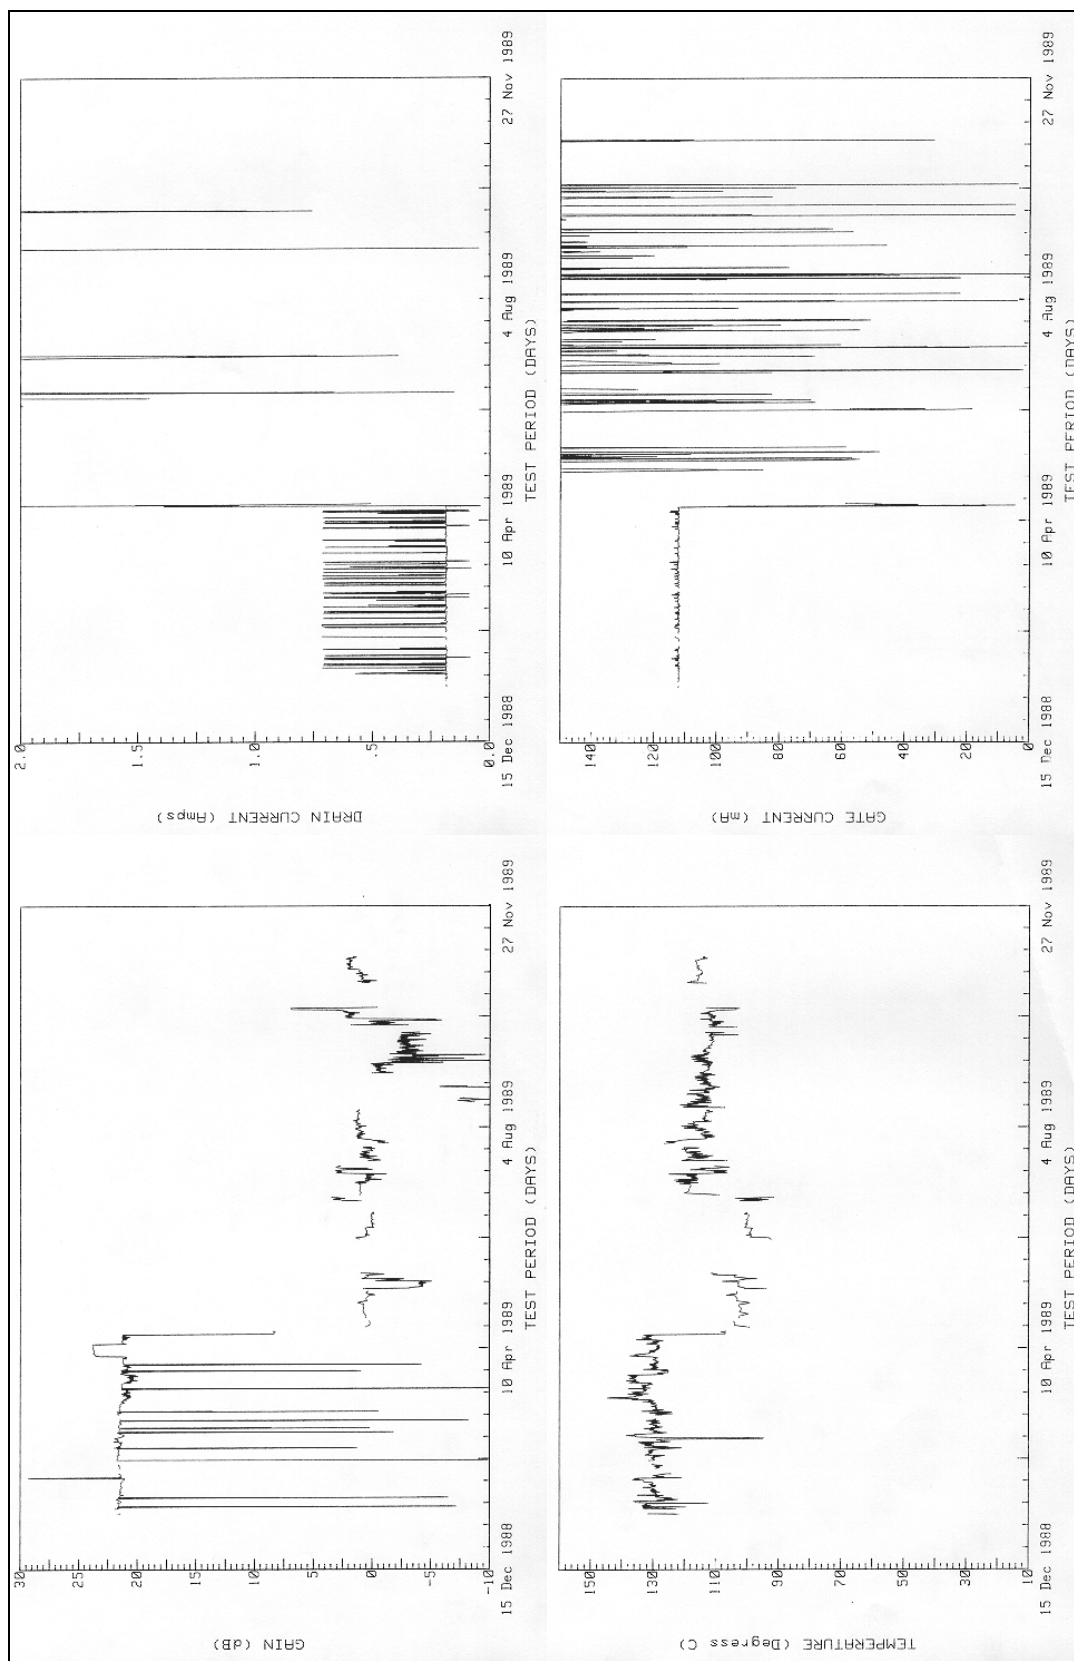 GAIN (dB)
30
25
20
15
10
5
0
-5
-10
15 Dec 1988 10 Apr 1989 4 Aug 1989 27 Nov 1989
TEST PERIOD (DAYS)
DRAIN CURRENT (Amps)
2.0
1.5
1.0
.5
0.0
15 Dec 1988 10 Apr 1989 4 Aug 1989 27 Nov 1989
TEST PERIOD (DAYS)
TEMPERATURE (Degress C)
150
130
110
90
70
50
30
10
15 Dec 1988 10 Apr 1989 4 Aug 1989 27 Nov 1989
TEST PERIOD (DAYS)
GATE CURRENT (mA)
140
120
100
80
60
40
20
0
15 Dec 1988 10 Apr 1989 4 Aug 1989 27 Nov 1989
TEST PERIOD (DAYS)